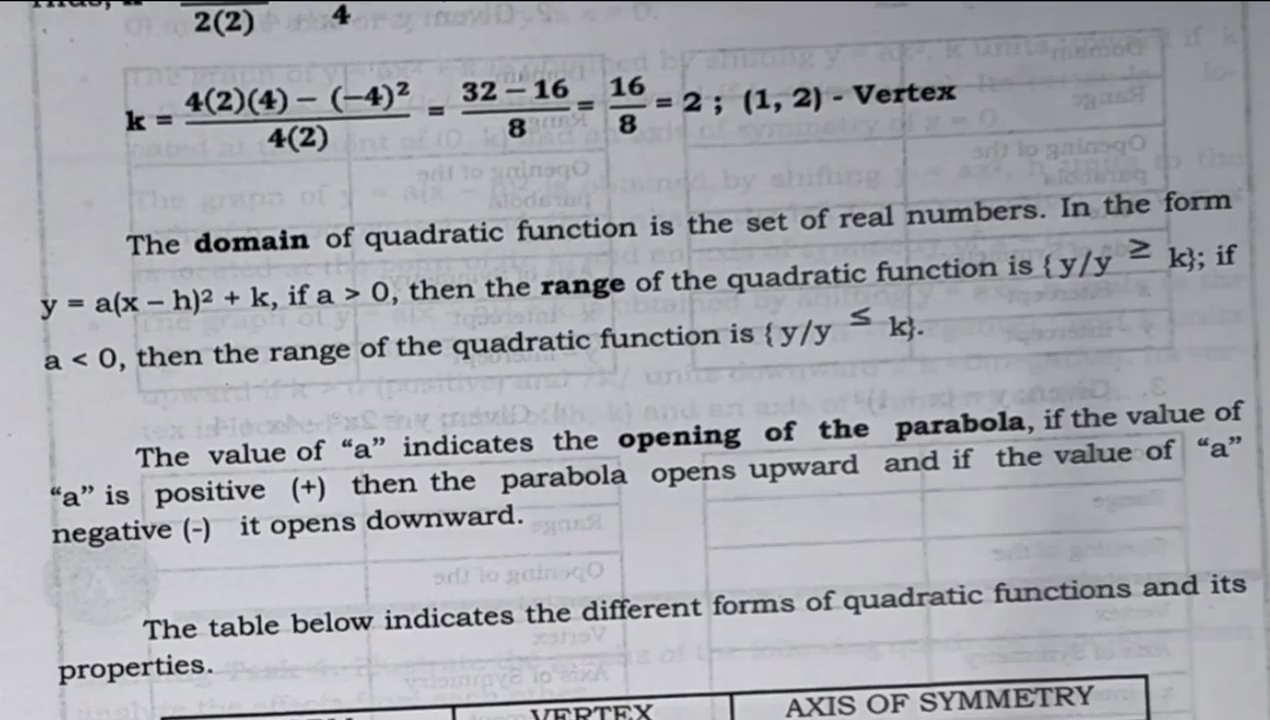 2(2) 4
k = 4(2)(4) – (–4)² / 4(2) = 32 – 16 / 8 = 16 / 8 = 2 ; (1, 2) - Vertex
The domain of quadratic function is the set of real numbers. In the form
y = a(x – h)² + k, if a > 0, then the range of the quadratic function is { y/y ≥ k}; if
a < 0, then the range of the quadratic function is { y/y ≤ k}.
The value of “a” indicates the opening of the parabola, if the value of
“a” is positive (+) then the parabola opens upward and if the value of “a”
negative (-) it opens downward.
The table below indicates the different forms of quadratic functions and its
properties.
VERTEX AXIS OF SYMMETRY